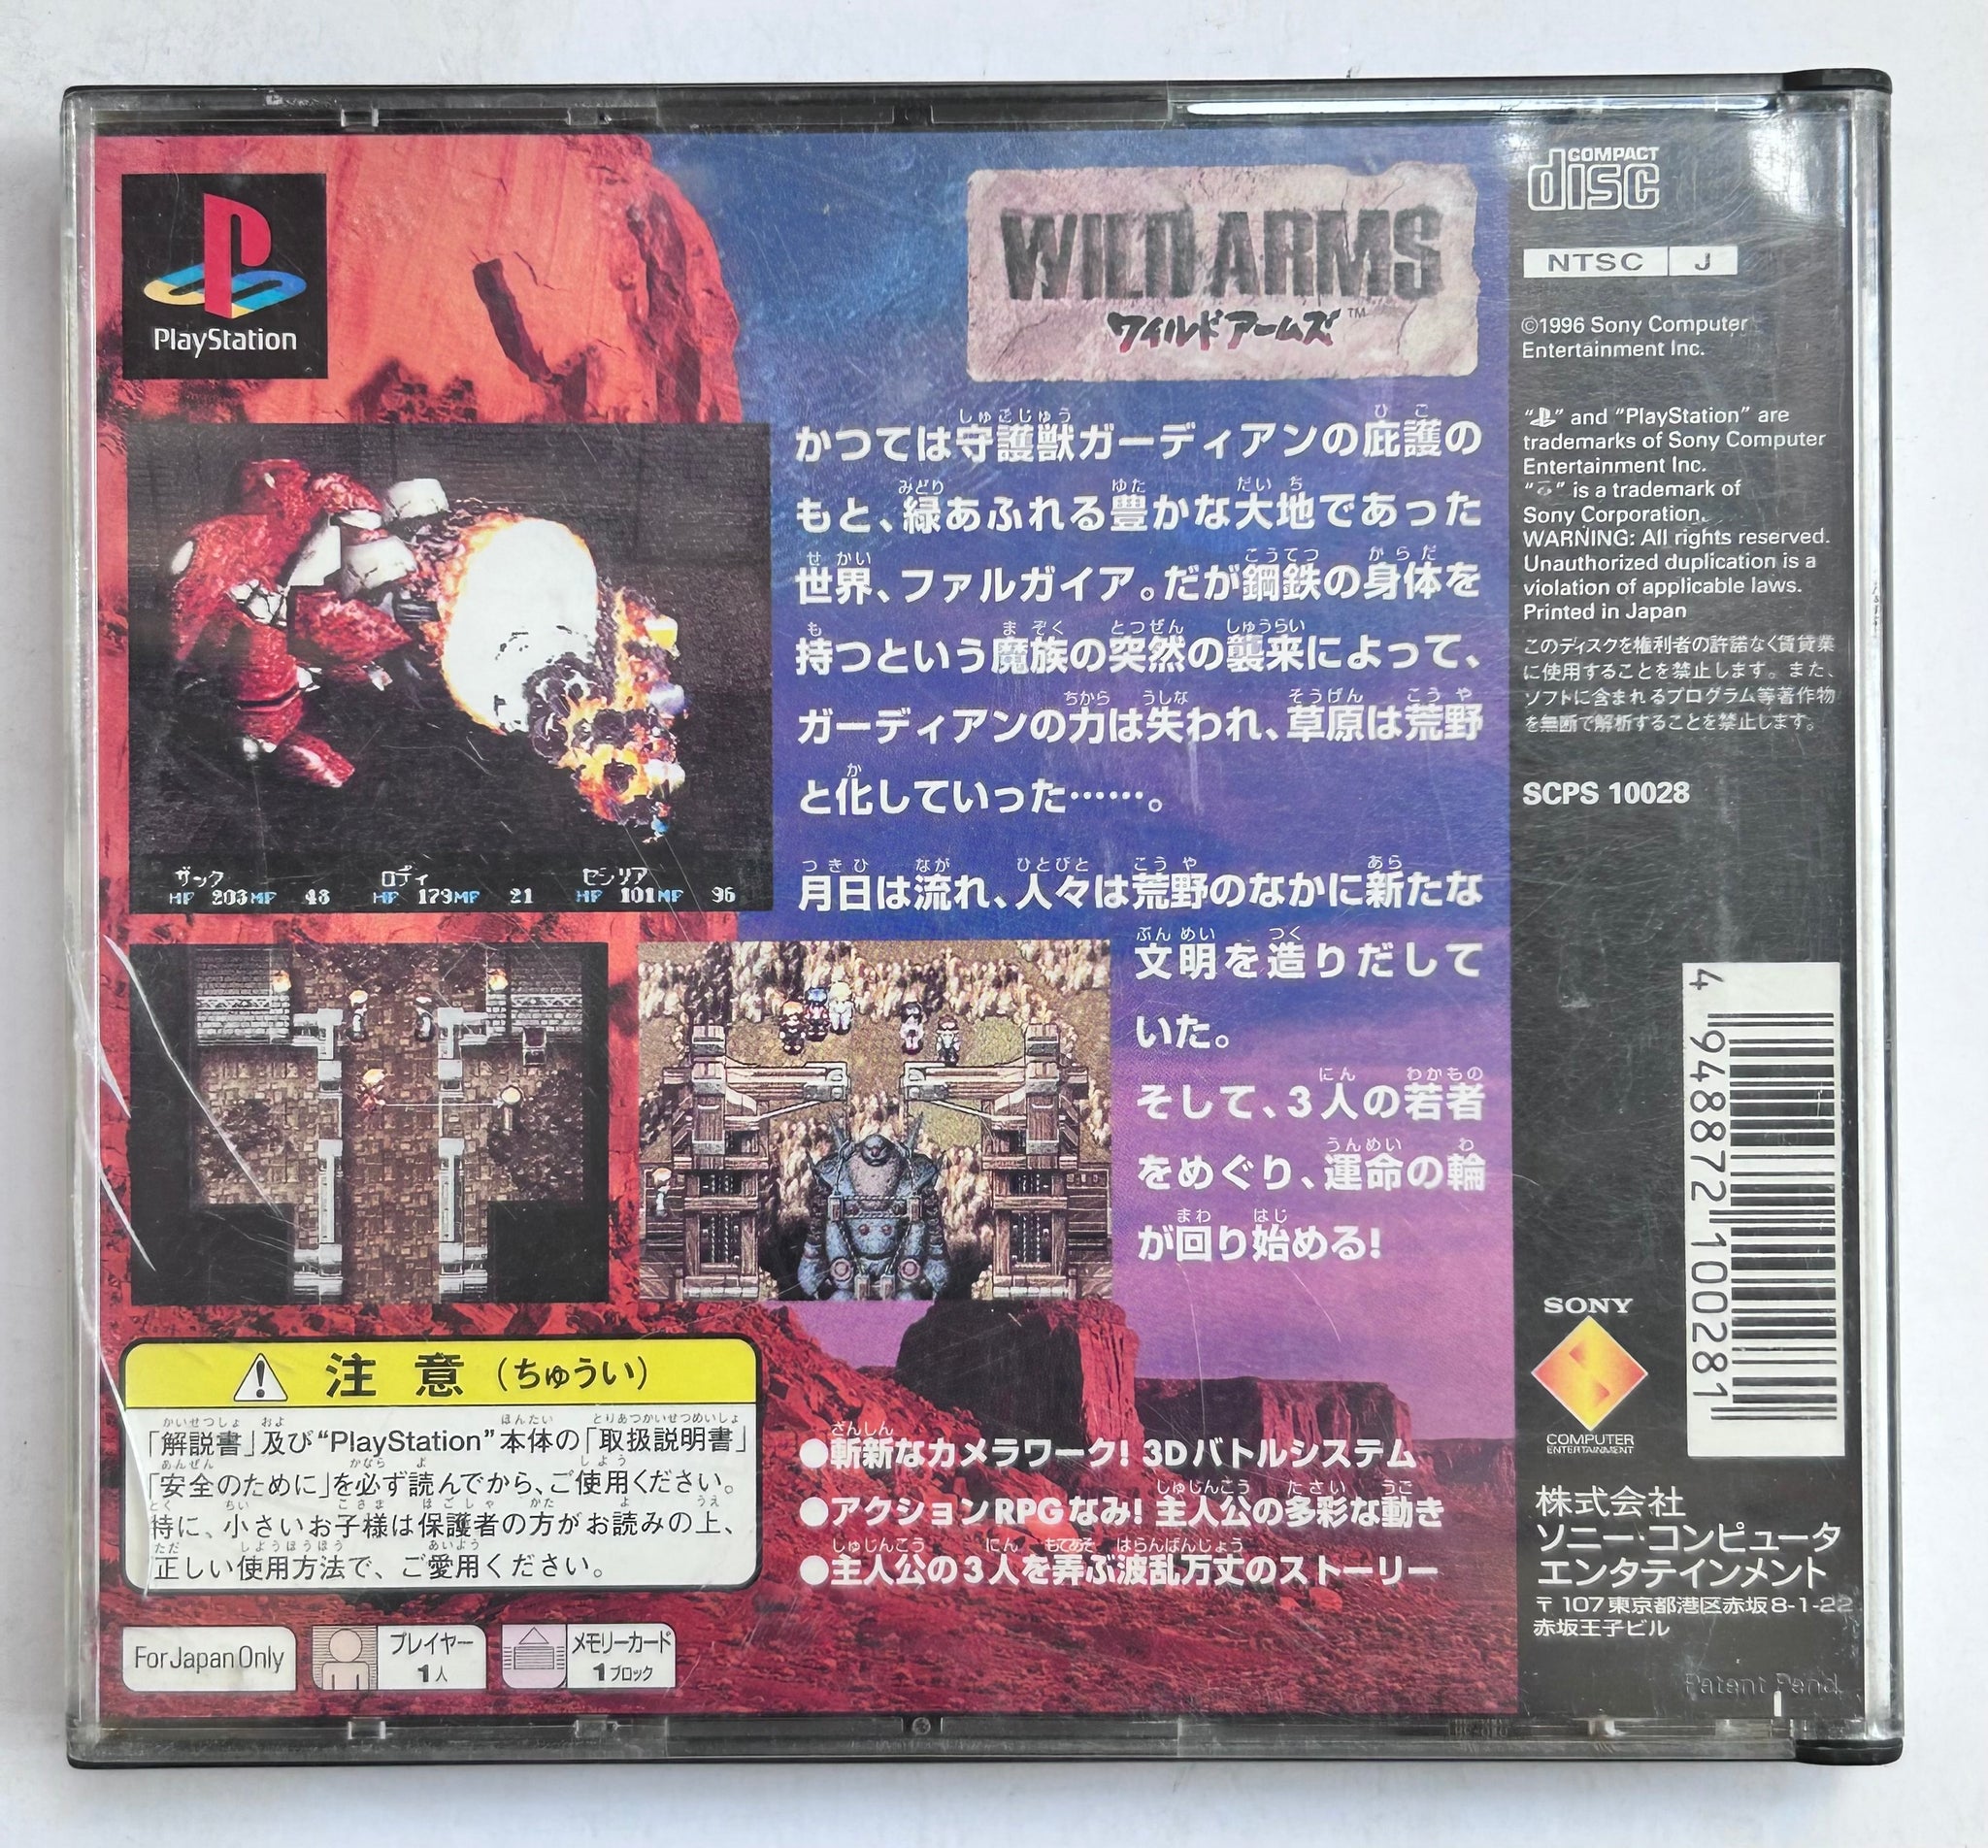 PlayStation
WILD ARMS
ワイルドアームズ™
かつては守護獣ガーディアンの庇護の
もと、緑あふれる豊かな大地であった
世界、ファルガイア。だが鋼鉄の身体を
持つという魔族の突然の襲来によって、
ガーディアンの力は失われ、草原は荒野
と化していった……。
月日は流れ、人々は荒野のなかに新たな
文明を造りだして
いた。
そして、3人の若者
をめぐり、運命の輪
が回り始める!
ザック ロディ セシリア
HP 203MP 43 HP 179MP 21 HP 101MP 96
注意(ちゅうい)
「解説書」及び“PlayStation”本体の「取扱説明書」
「安全のために」を必ず読んでから、ご使用ください。
特に、小さいお子様は保護者の方がお読みの上、
正しい使用方法で、ご愛用ください。
●斬新なカメラワーク! 3Dバトルシステム
●アクションRPGなみ! 主人公の多彩な動き
●主人公の3人を弄ぶ波乱万丈のストーリー
For Japan Only
プレイヤー
1人
メモリーカード
1ブロック
COMPACT
disc
NTSC J
©1996 Sony Computer
Entertainment Inc.
“PS” and “PlayStation” are
trademarks of Sony Computer
Entertainment Inc.
“ ” is a trademark of
Sony Corporation.
WARNING: All rights reserved.
Unauthorized duplication is a
violation of applicable laws.
Printed in Japan
このディスクを権利者の許諾なく賃貸業
に使用することを禁止します。また、
ソフトに含まれるプログラム等著作物
を無断で解析することを禁止します。
SCPS 10028
4 948872 100281
SONY
COMPUTER
ENTERTAINMENT
株式会社
ソニー・コンピュータ
エンタテインメント
〒107東京都港区赤坂8-1-22
赤坂王子ビル
Patent Pend.